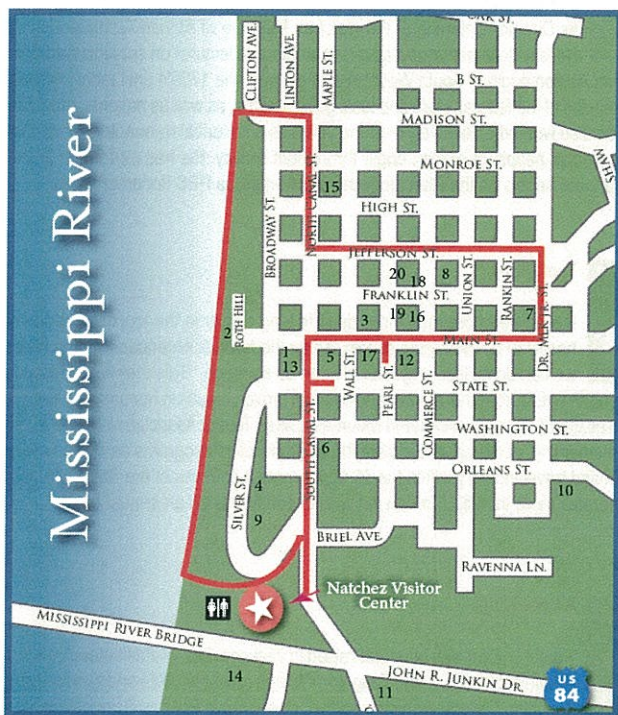 OAK ST.
CLIFTON AVE.
LINTON AVE.
MAPLE ST.
B ST.
MADISON ST.
MONROE ST.
SHAW
15
HIGH ST.
NORTH CANAL ST.
BROADWAY ST.
JEFFERSON ST.
20
18
8
UNION ST.
RANKIN ST.
FRANKLIN ST.
2
ROTH HILL
3
19
16
7
DR. MLK JR. ST.
MAIN ST.
1
13
5
WALL ST.
17
PEARL ST.
12
COMMERCE ST.
STATE ST.
WASHINGTON ST.
SOUTH CANAL ST.
6
ORLEANS ST.
10
SILVER ST.
4
9
BRIEL AVE.
RAVENNA LN.
Mississippi River
Natchez Visitor
Center
MISSISSIPPI RIVER BRIDGE
14
11
JOHN R. JUNKIN DR.
US
84